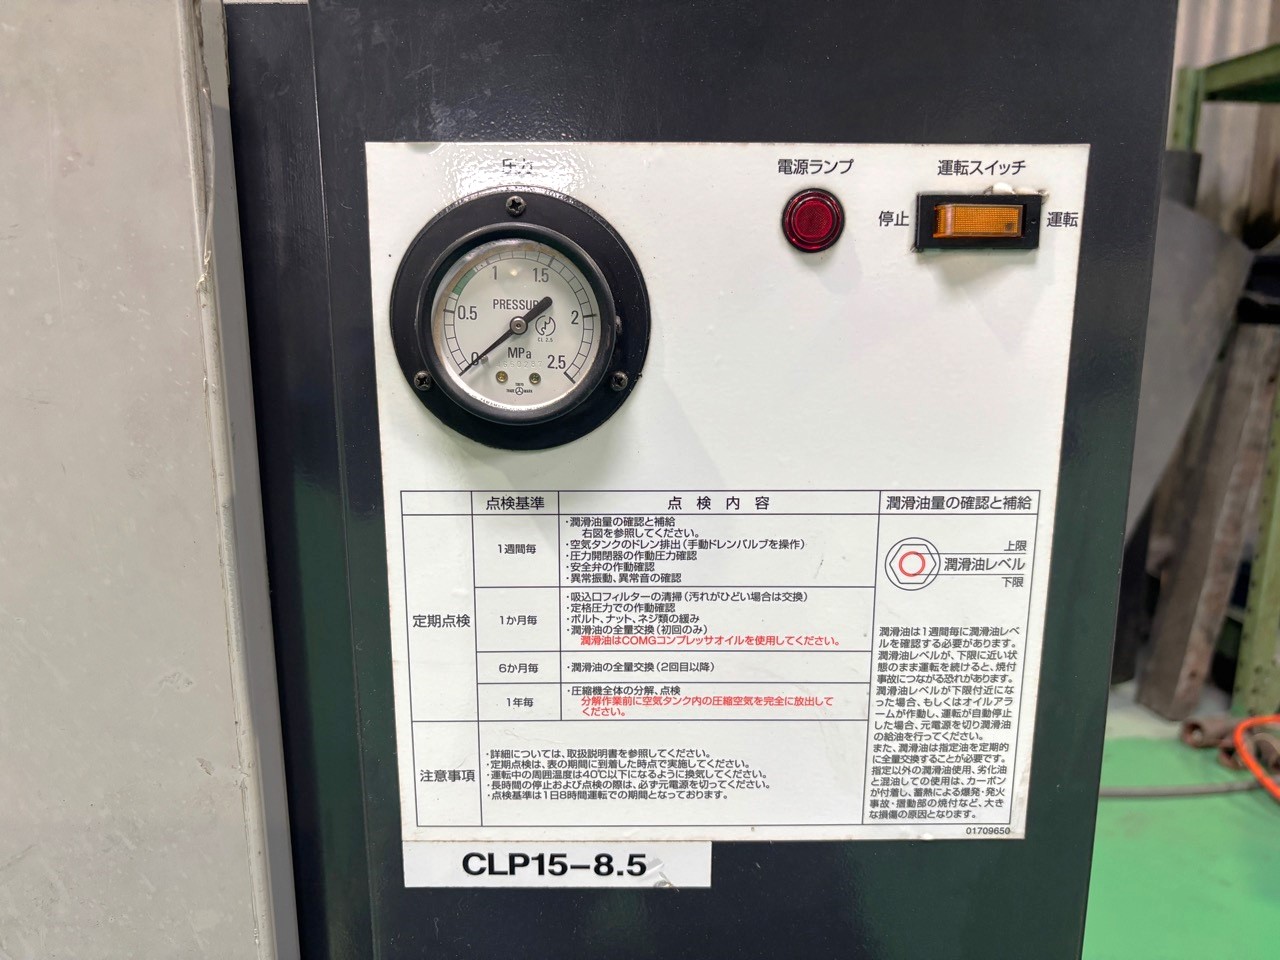 圧力
電源ランプ
運転スイッチ
停止
運転
0
0.5
1
1.5
2
2.5
MPa
CL 2.5
点検基準
点検内容
潤滑油量の確認と補給
定期点検
1週間毎
・潤滑油量の確認と補給
右図を参照してください。
・空気タンクのドレン排出(手動ドレンバルブを操作)
・圧力開閉器の作動圧力確認
・安全弁の作動確認
・異常振動、異常音の確認
1か月毎
・吸込口フィルターの清掃(汚れがひどい場合は交換)
・定格圧力での作動確認
・ボルト、ナット、ネジ類の緩み
・潤滑油の全量交換(初回のみ)
潤滑油はCOMGコンプレッサオイルを使用してください。
6か月毎
・潤滑油の全量交換(2回目以降)
1年毎
・圧縮機全体の分解、点検
分解作業前に空気タンク内の圧縮空気を完全に放出して
ください。
注意事項
・詳細については、取扱説明書を参照してください。
・定期点検は、表の期間に到着した時点で実施してください。
・運転中の周囲温度は40℃以下になるように換気してください。
・長時間の停止および点検の際は、必ず元電源を切ってください。
・点検基準は1日8時間運転での期間となっております。
上限
潤滑油レベル
下限
潤滑油は1週間毎に潤滑油レベ
ルを確認する必要があります。
潤滑油レベルが、下限に近い状
態のまま運転を続けると、焼付
事故につながる恐れがあります。
潤滑油レベルが下限付近にな
った場合、もしくはオイルアラ
ームが作動し、運転が自動停止
した場合、元電源を切り潤滑油
の給油を行ってください。
また、潤滑油は指定油を定期的
に全量交換することが必要です。
指定以外の潤滑油使用、劣化油
と混油しての使用は、カーボン
が付着し、蓄熱による爆発・発火
事故・摺動部の焼付など、大き
な損傷の原因となります。
01709650
CLP15-8.5